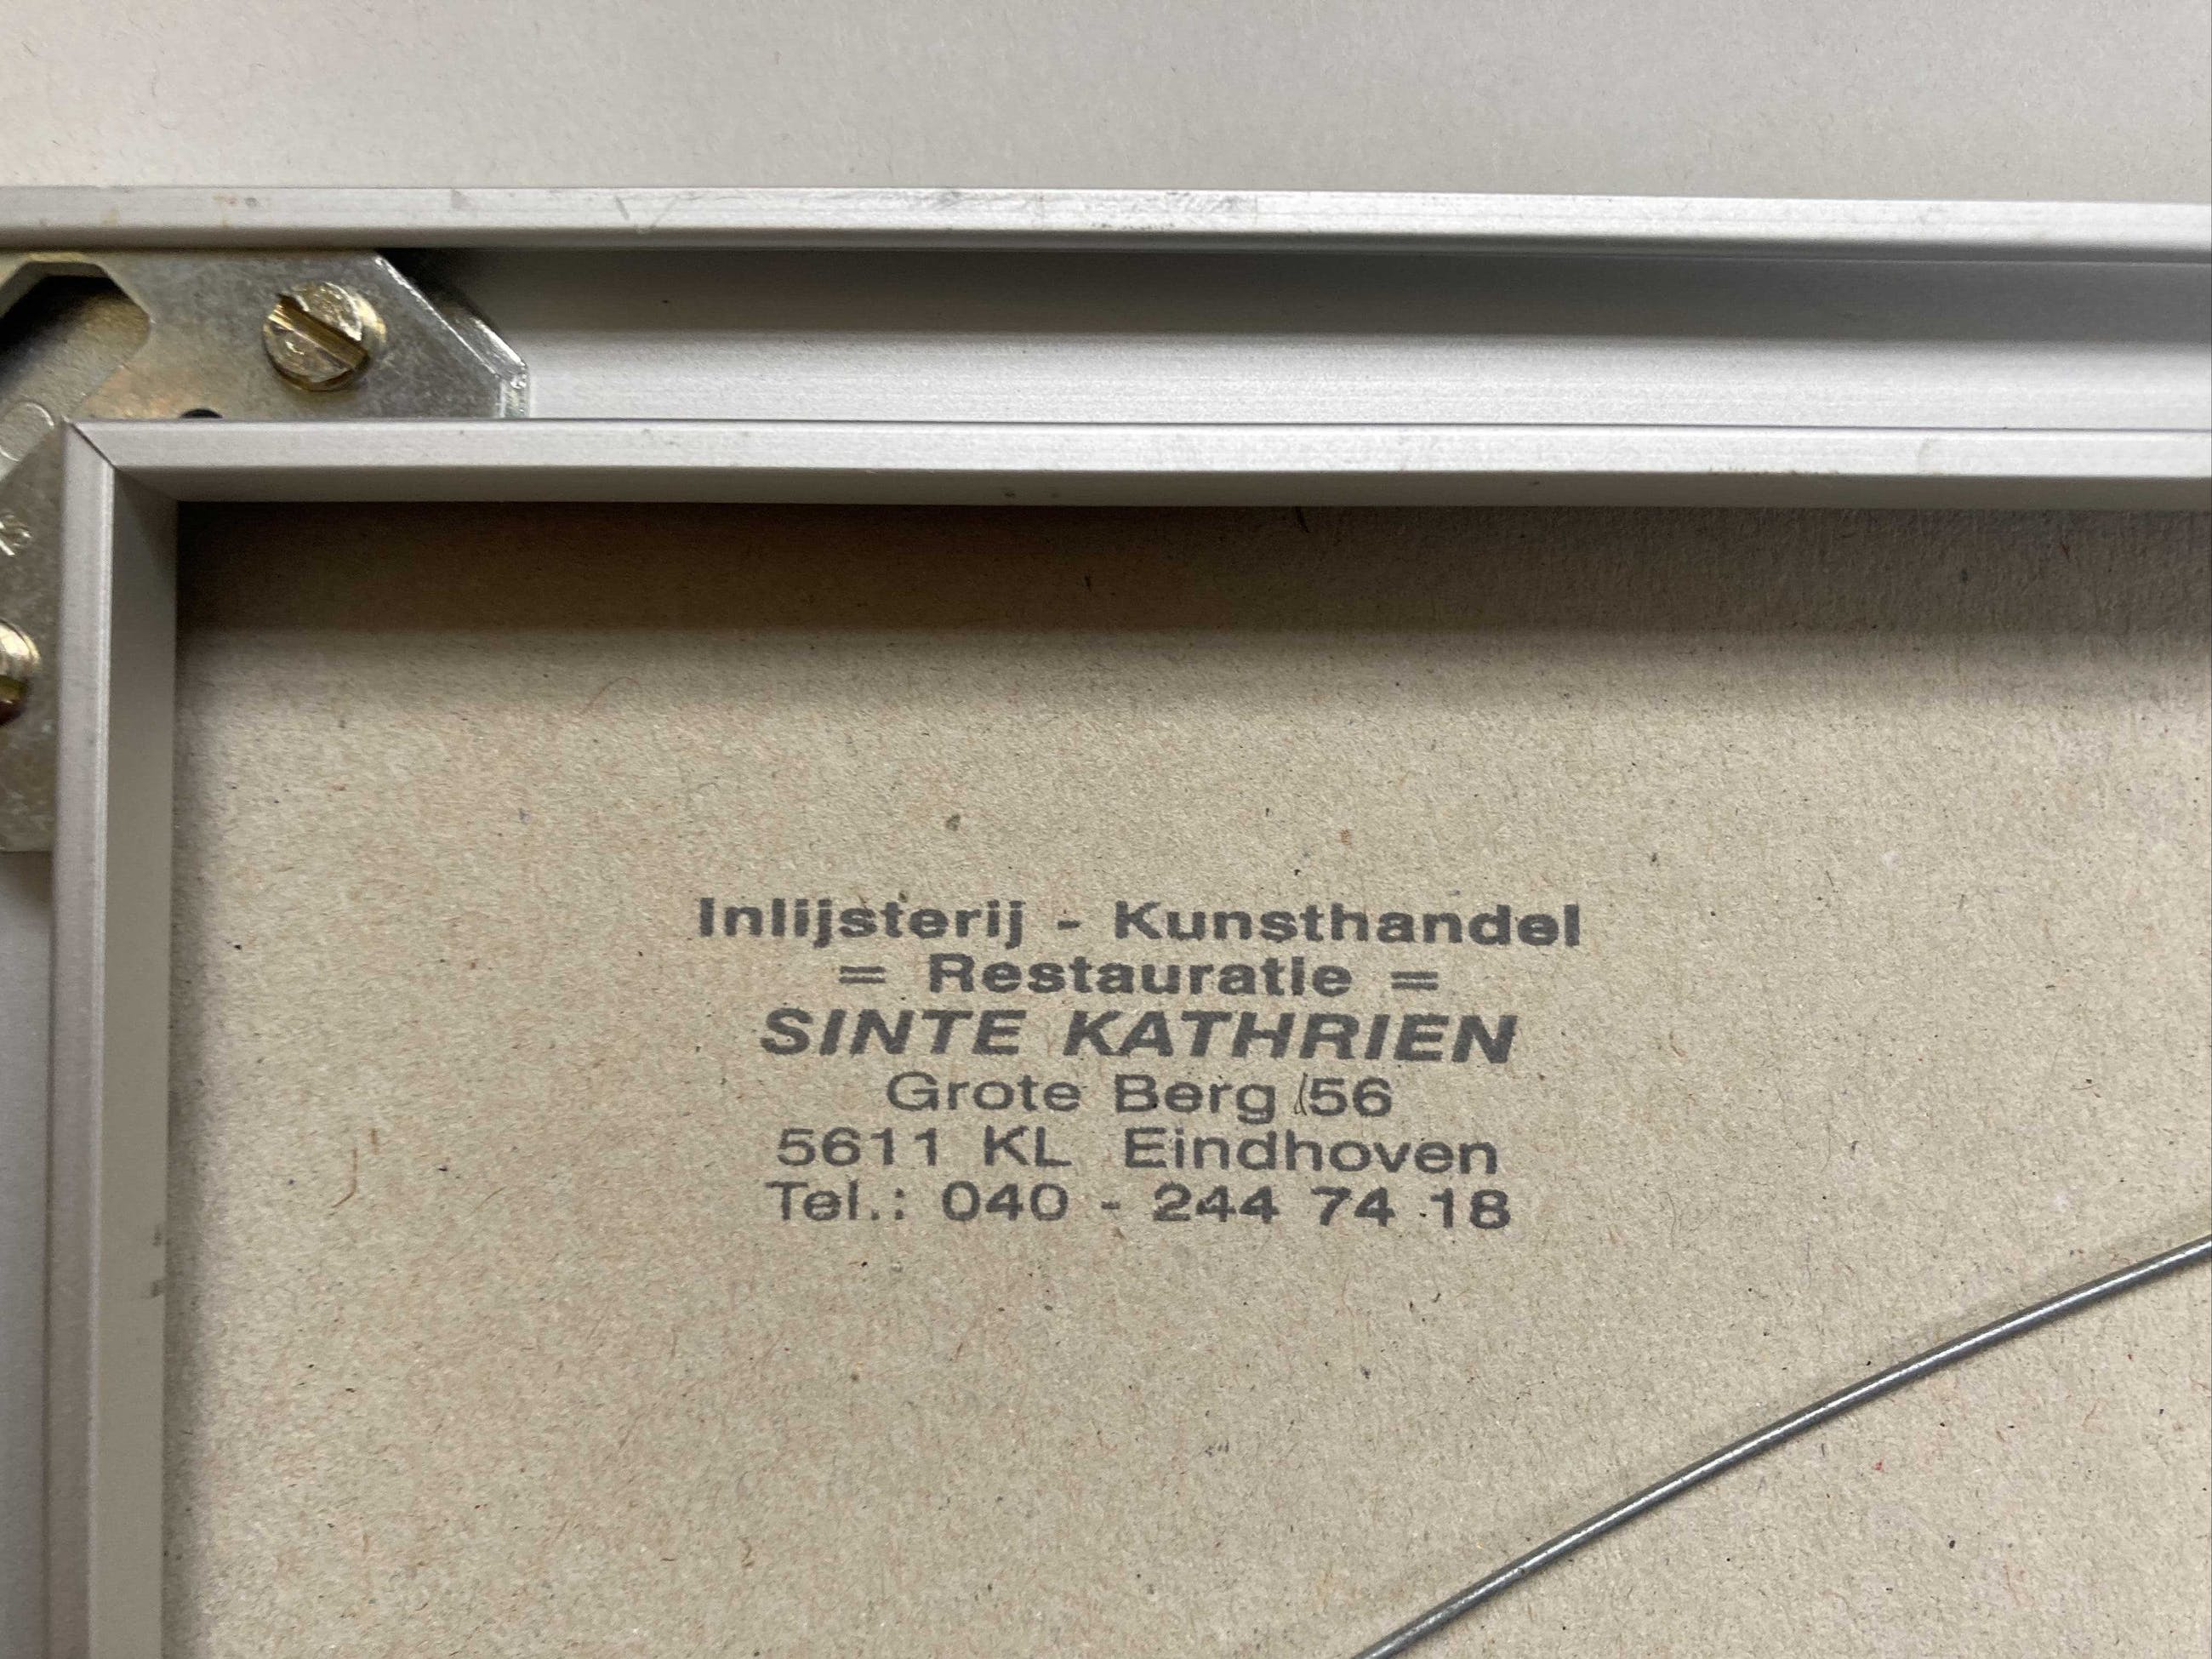 Inlijsterij - Kunsthandel
= Restauratie =
SINTE KATHRIEN
Grote Berg 56
5611 KL Eindhoven
Tel.: 040 - 244 74 18